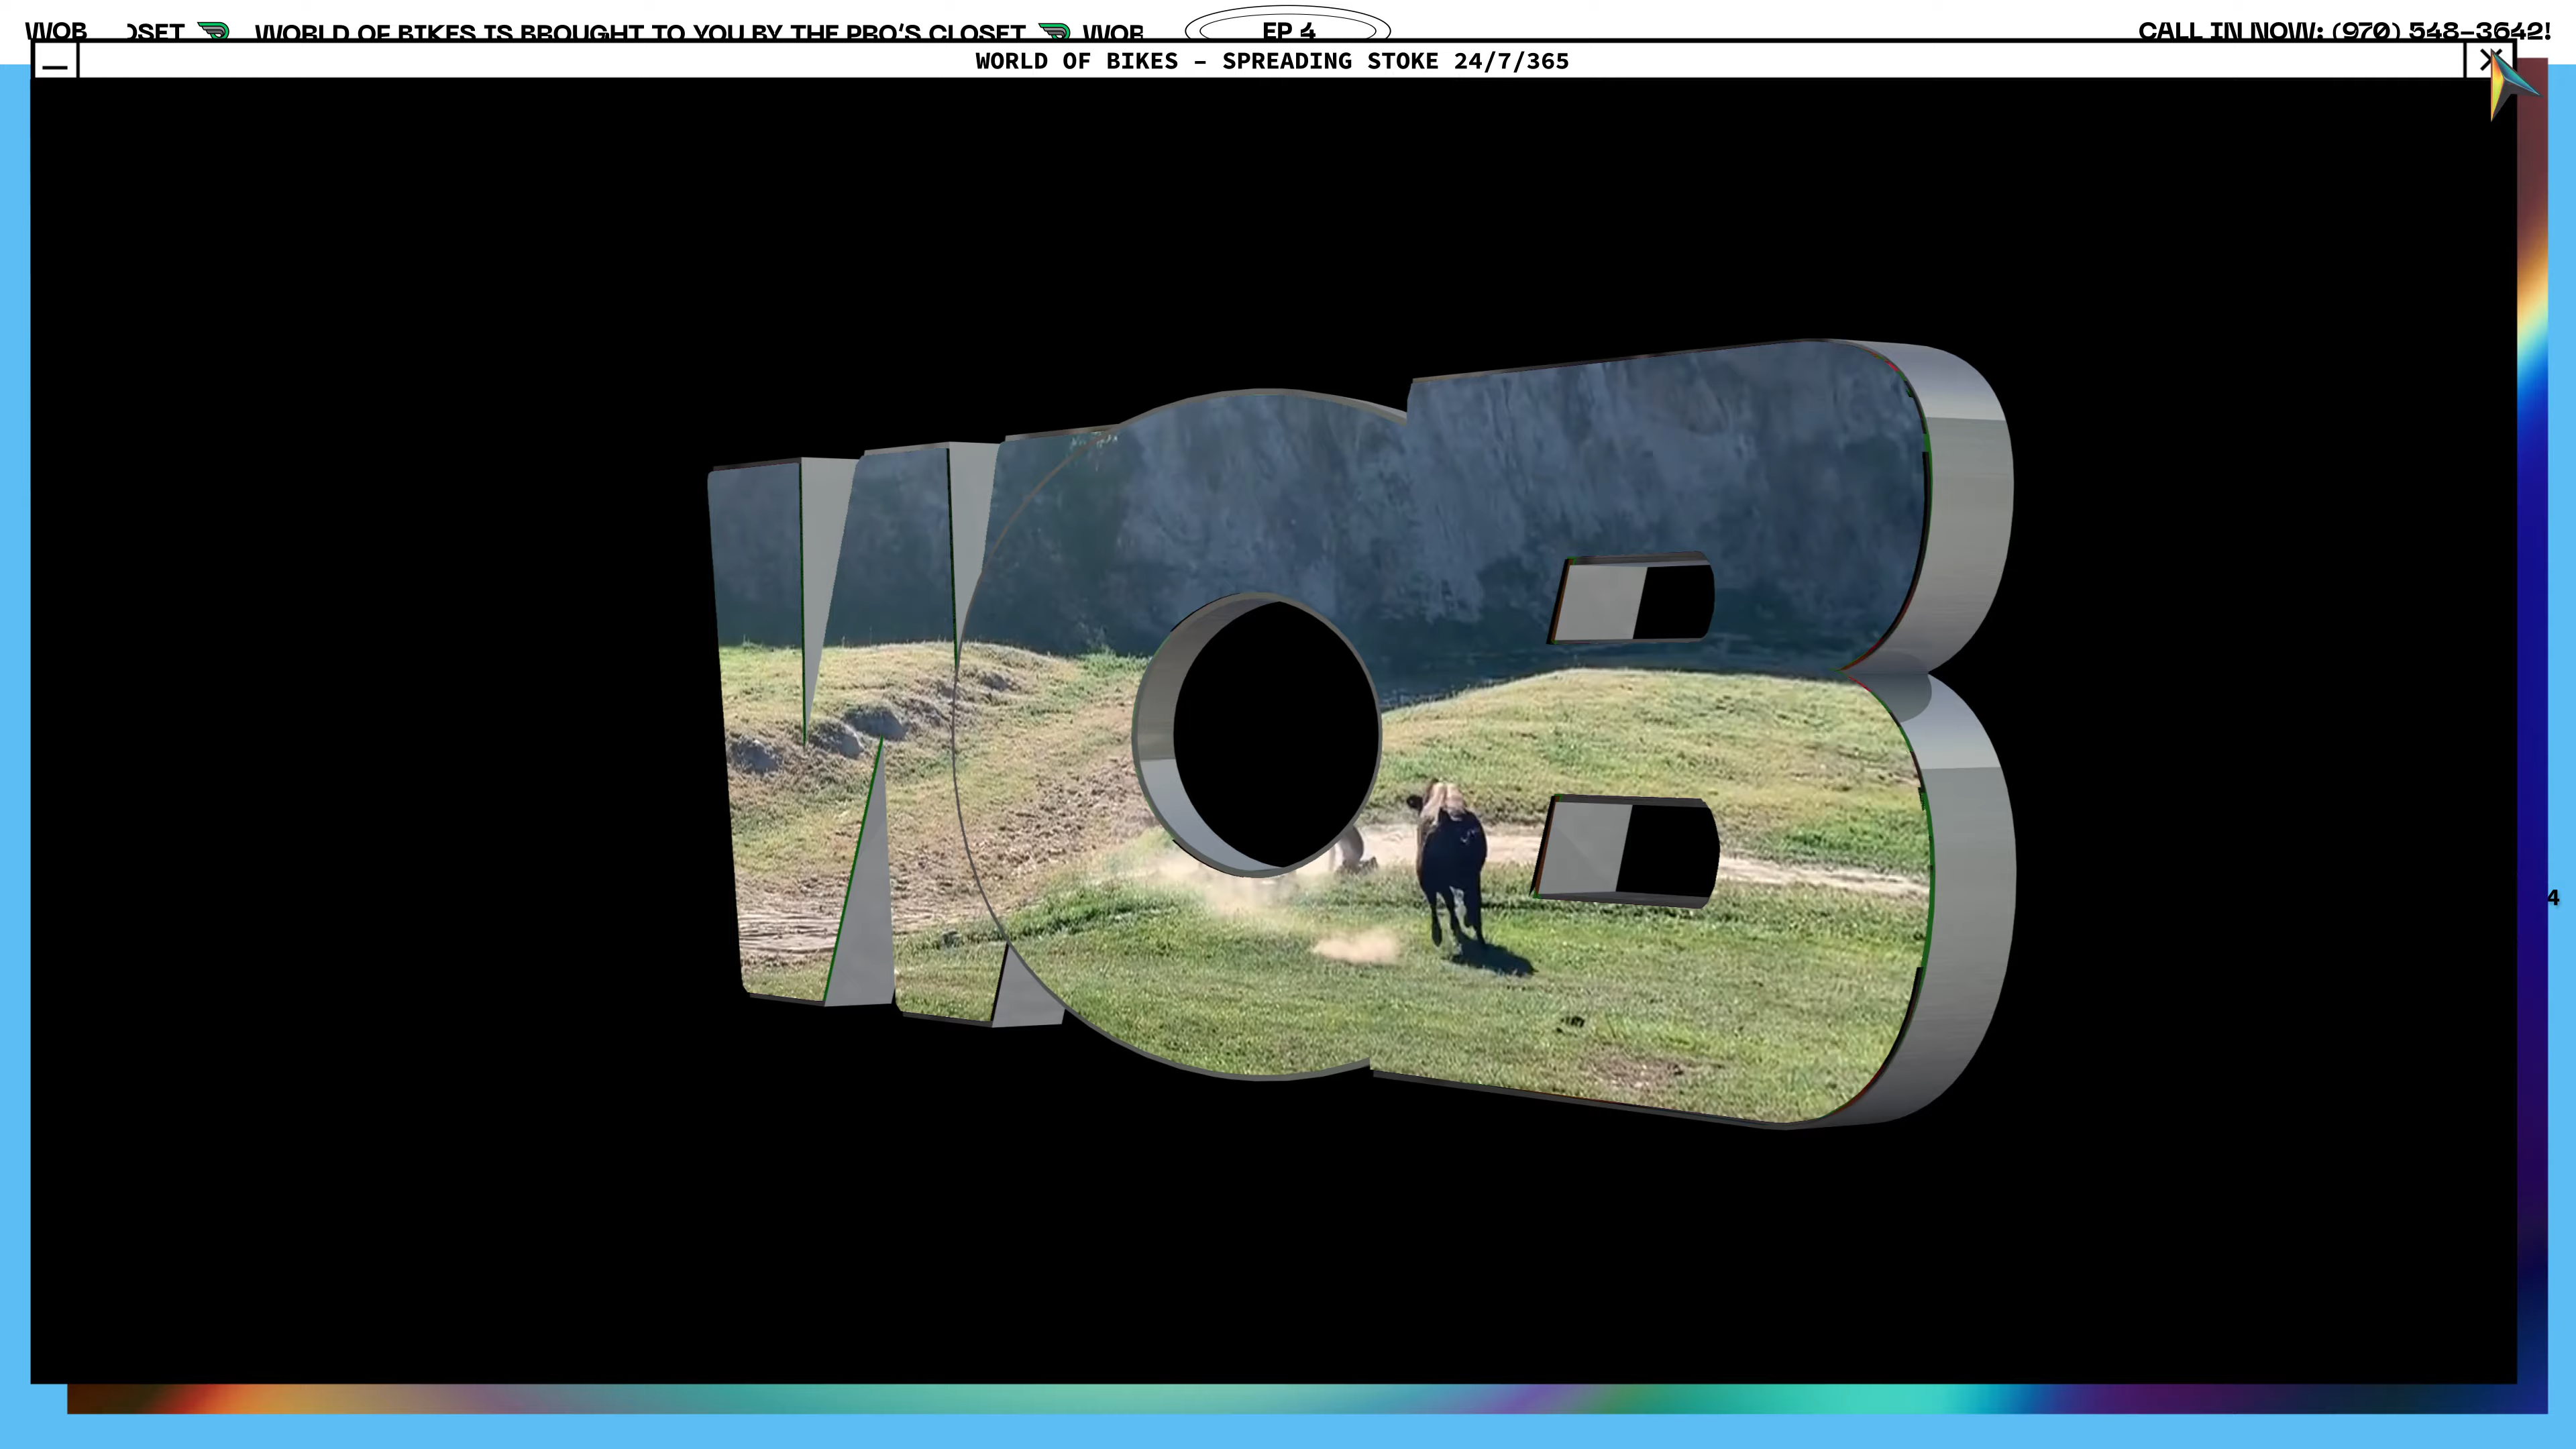 WOB OSET WORLD OF BIKES IS BROUGHT TO YOU BY THE PRO'S CLOSET WOB
EP 4
CALL IN NOW: (970) 548-3642!
WORLD OF BIKES – SPREADING STOKE 24/7/365
WOB
4